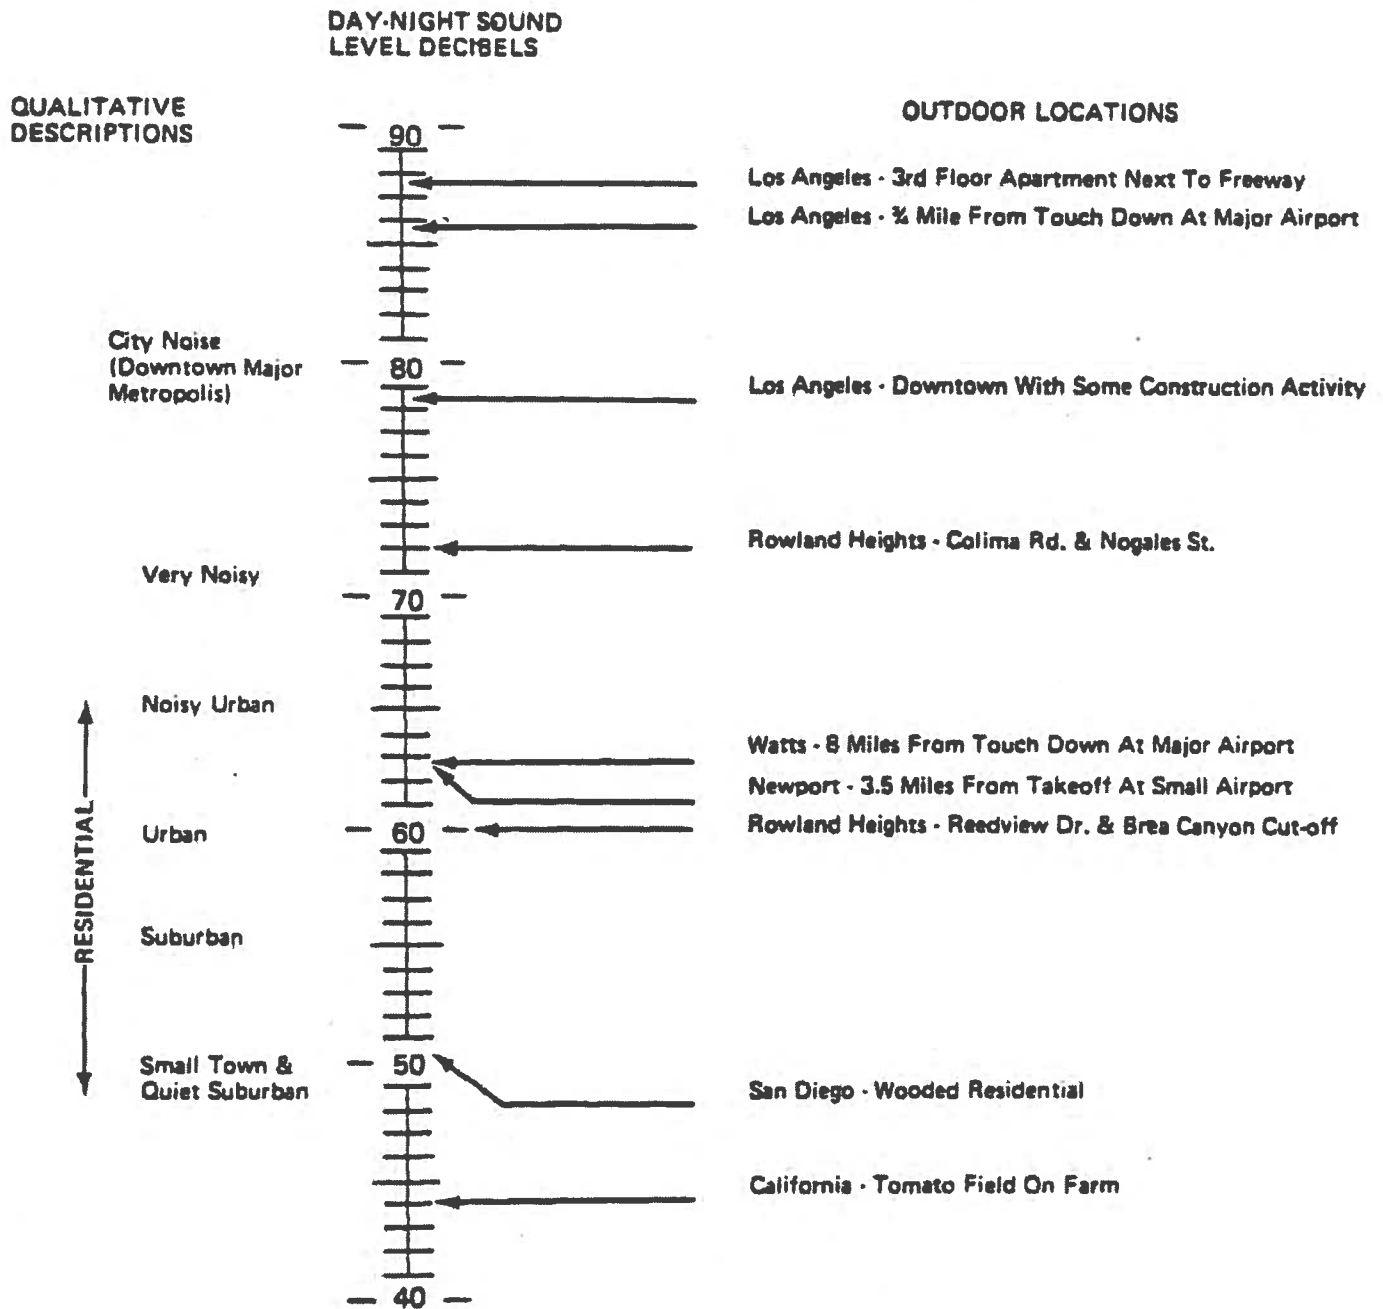 DAY-NIGHT SOUND
LEVEL DECIBELS
QUALITATIVE
DESCRIPTIONS
OUTDOOR LOCATIONS
90
Los Angeles - 3rd Floor Apartment Next To Freeway
Los Angeles - ¾ Mile From Touch Down At Major Airport
City Noise
(Downtown Major
Metropolis)
80
Los Angeles - Downtown With Some Construction Activity
Rowland Heights - Colima Rd. & Nogales St.
Very Noisy
70
Noisy Urban
Watts - 8 Miles From Touch Down At Major Airport
Newport - 3.5 Miles From Takeoff At Small Airport
Urban
60
Rowland Heights - Reedview Dr. & Brea Canyon Cut-off
RESIDENTIAL
Suburban
Small Town &
Quiet Suburban
50
San Diego - Wooded Residential
California - Tomato Field On Farm
40